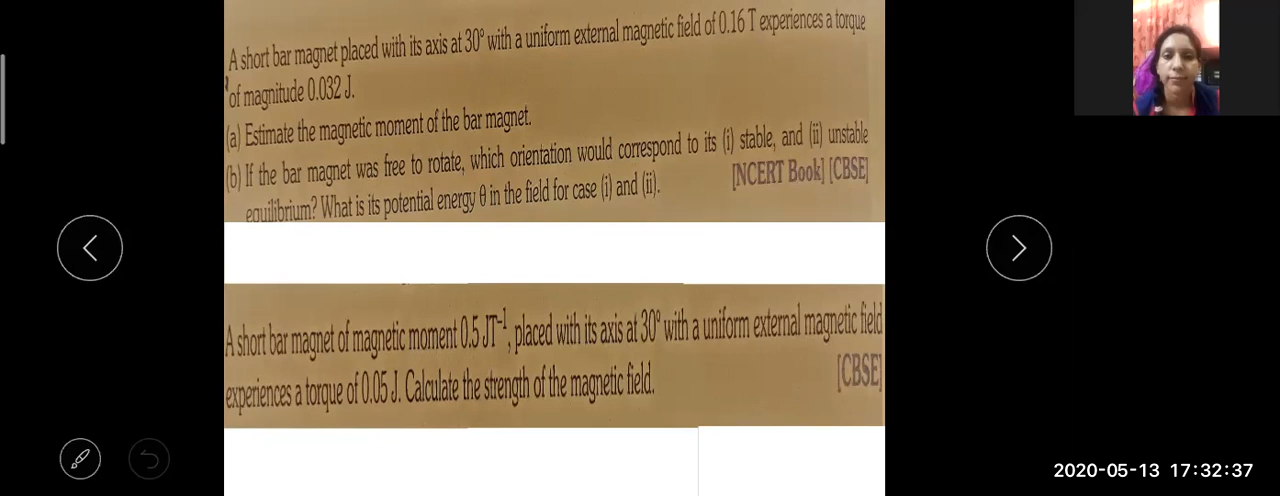 A short bar magnet placed with its axis at 30° with a uniform external magnetic field of 0.16 T experiences a torque
of magnitude 0.032 J.
(a) Estimate the magnetic moment of the bar magnet.
(b) If the bar magnet was free to rotate, which orientation would correspond to its (i) stable, and (ii) unstable
equilibrium? What is its potential energy θ in the field for case (i) and (ii). [NCERT Book] [CBSE]
A short bar magnet of magnetic moment 0.5 JT⁻¹, placed with its axis at 30° with a uniform external magnetic field
experiences a torque of 0.05 J. Calculate the strength of the magnetic field. [CBSE]
2020-05-13 17:32:37